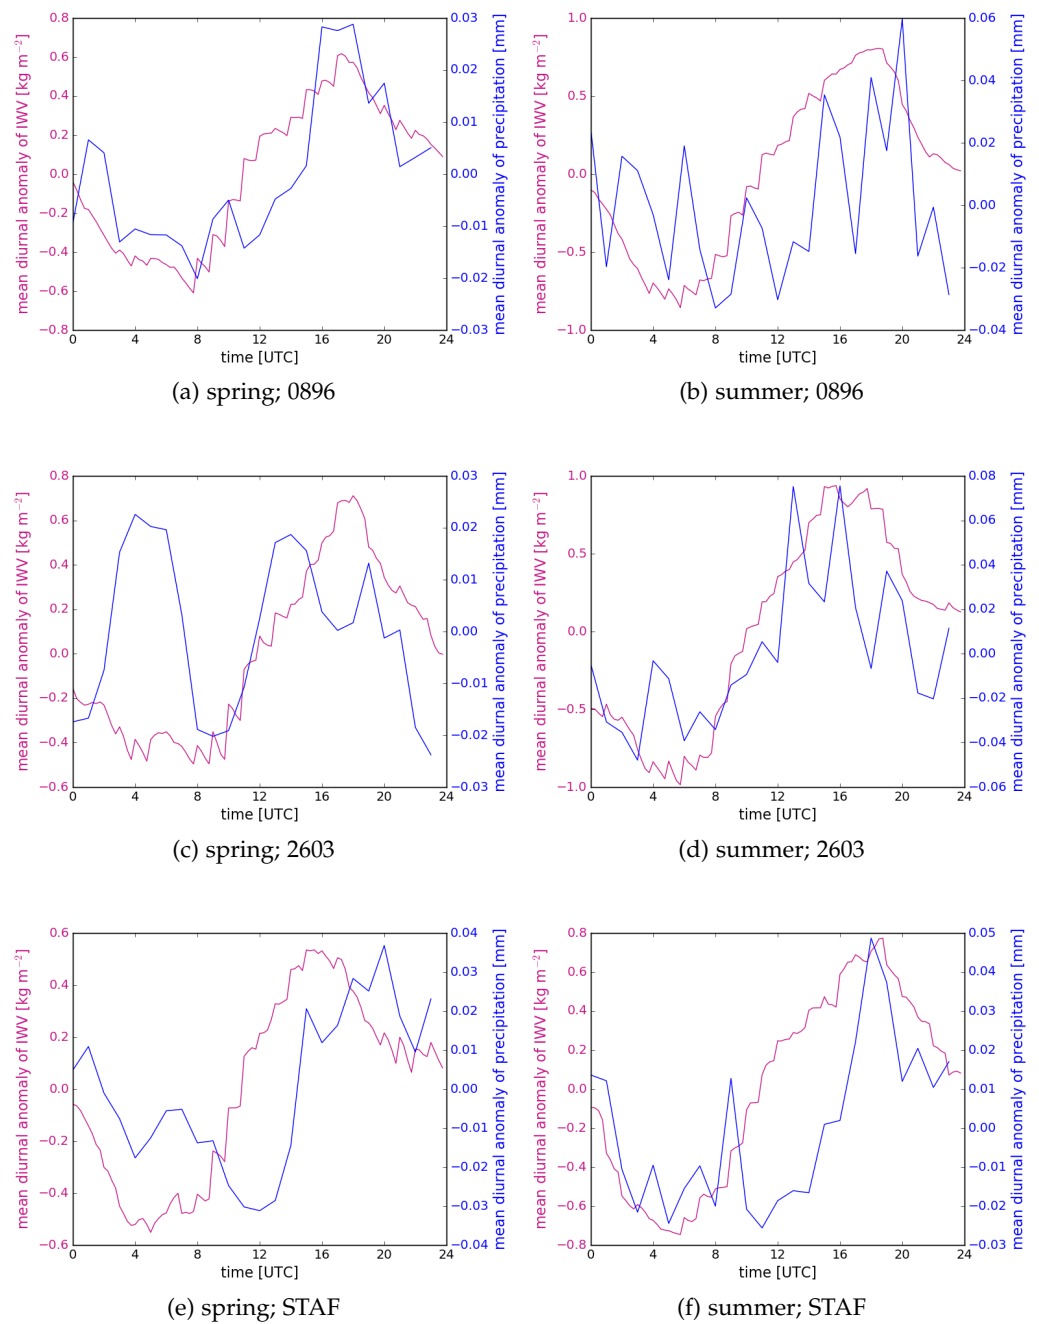 mean diurnal anomaly of IWV [kg m⁻²]
0.8
0.6
0.4
0.2
0.0
−0.2
−0.4
−0.6
−0.8
0 4 8 12 16 20 24
time [UTC]
0.03
0.02
0.01
0.00
−0.01
−0.02
−0.03
mean diurnal anomaly of precipitation [mm]
(a) spring; 0896
mean diurnal anomaly of IWV [kg m⁻²]
1.0
0.5
0.0
−0.5
−1.0
0 4 8 12 16 20 24
time [UTC]
0.06
0.04
0.02
0.00
−0.02
−0.04
mean diurnal anomaly of precipitation [mm]
(b) summer; 0896
mean diurnal anomaly of IWV [kg m⁻²]
0.8
0.6
0.4
0.2
0.0
−0.2
−0.4
−0.6
0 4 8 12 16 20 24
time [UTC]
0.03
0.02
0.01
0.00
−0.01
−0.02
−0.03
mean diurnal anomaly of precipitation [mm]
(c) spring; 2603
mean diurnal anomaly of IWV [kg m⁻²]
1.0
0.5
0.0
−0.5
−1.0
0 4 8 12 16 20 24
time [UTC]
0.08
0.06
0.04
0.02
0.00
−0.02
−0.04
−0.06
mean diurnal anomaly of precipitation [mm]
(d) summer; 2603
mean diurnal anomaly of IWV [kg m⁻²]
0.6
0.4
0.2
0.0
−0.2
−0.4
−0.6
0 4 8 12 16 20 24
time [UTC]
0.04
0.03
0.02
0.01
0.00
−0.01
−0.02
−0.03
−0.04
mean diurnal anomaly of precipitation [mm]
(e) spring; STAF
mean diurnal anomaly of IWV [kg m⁻²]
0.8
0.6
0.4
0.2
0.0
−0.2
−0.4
−0.6
−0.8
0 4 8 12 16 20 24
time [UTC]
0.05
0.04
0.03
0.02
0.01
0.00
−0.01
−0.02
−0.03
mean diurnal anomaly of precipitation [mm]
(f) summer; STAF